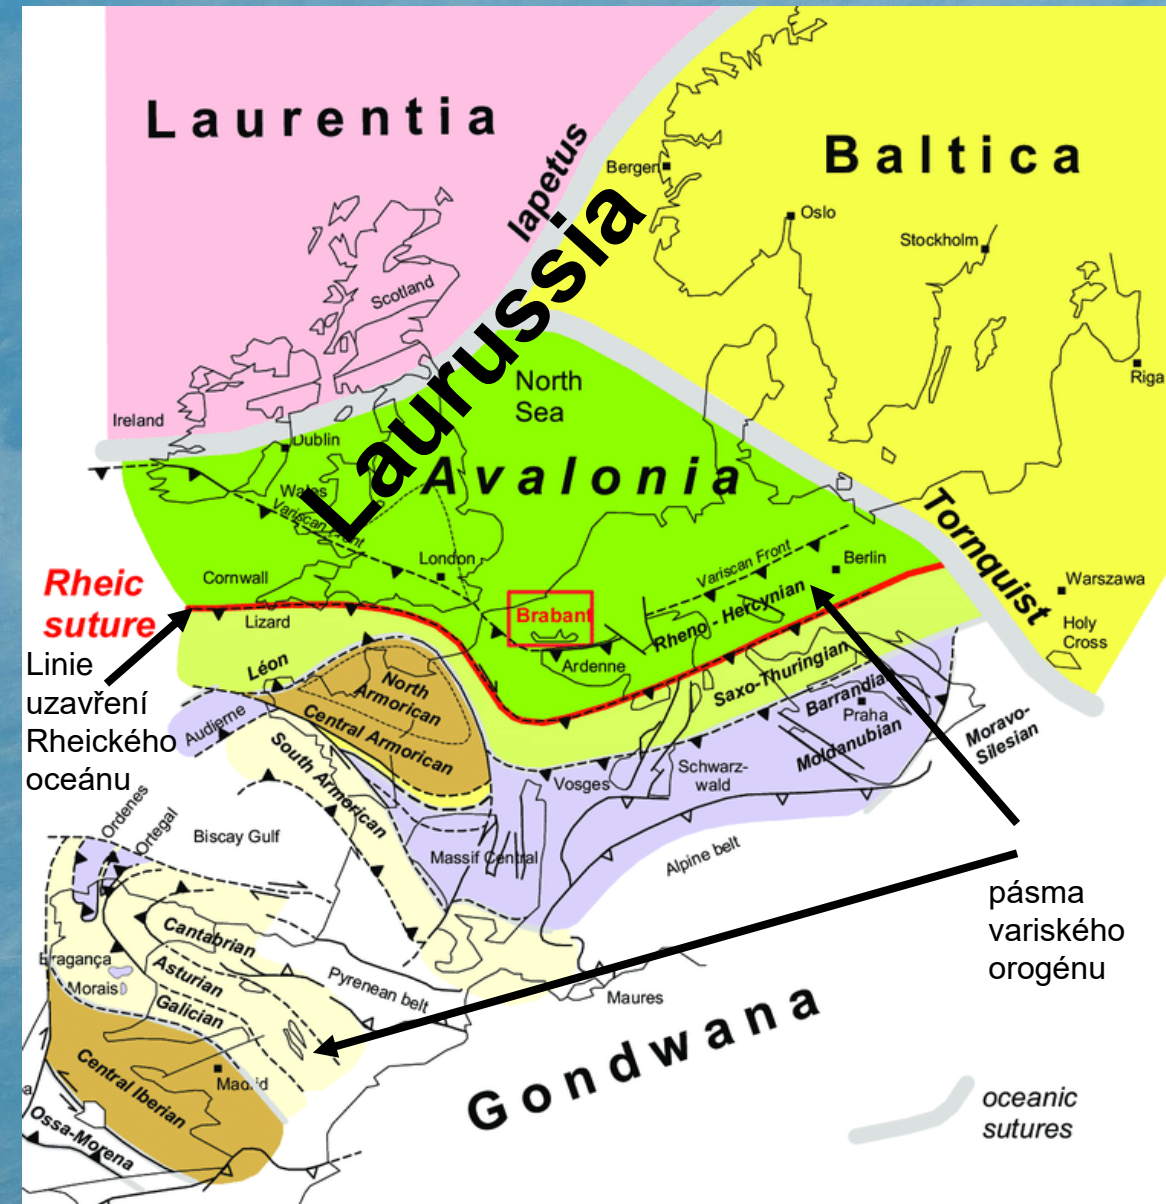 Laurentia
Baltica
Iapetus
Laurussia
Bergen
Oslo
Stockholm
Riga
Scotland
North
Sea
Ireland
Dublin
Avalonia
Wales
Variscan Front
London
Tornquist
Variscan Front
Berlin
Cornwall
Warszawa
Rheic
suture
Brabant
Rheno - Hercynian
Holy
Cross
Lizard
Ardenne
Linie
uzavření
Rheického
oceánu
Léon
North
Armorican
Saxo-Thuringian
Barrandia
Praha
Moldanubian
Moravo-
Silesian
Audierne
Central Armorican
South Armorican
Vosges
Schwarz-
wald
Ordenes
Ortegal
Biscay Gulf
Massif Central
Alpine belt
pásma
variského
orogénu
Cantabrian
Bragança
Asturian
Pyrenean belt
Morais
Galician
Maures
Gondwana
Central Iberian
Madrid
Ossa-Morena
oceanic
sutures